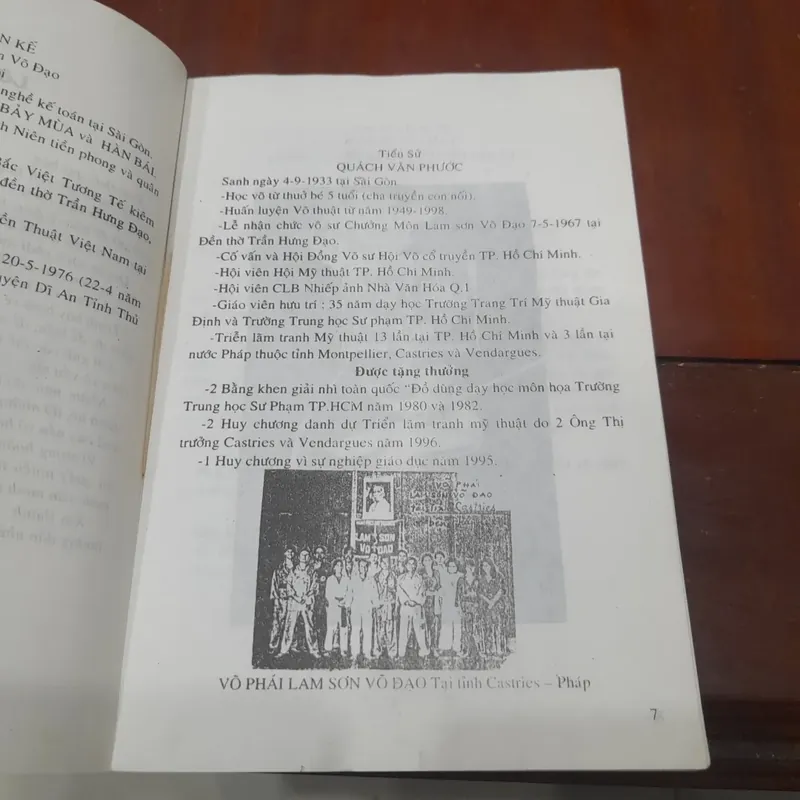 N KẾ
n Võ Đạo
nghề kế toán tại Sài Gòn.
BẢY MÙA và HÀN BÁI.
h Niên tiền phong và quân
ắc Việt Tương Tế kiêm
đền thờ Trần Hưng Đạo.
ền Thuật Việt Nam tại
20-5-1976 (22-4 năm
uyện Dĩ An Tỉnh Thủ
Tiểu Sử
QUÁCH VĂN PHƯỚC
Sanh ngày 4-9-1933 tại Sài Gòn
-Học võ từ thuở bé 5 tuổi (cha truyền con nối).
-Huấn luyện Võ thuật từ năm 1949-1998.
-Lễ nhận chức võ sư Chưởng Môn Lam sơn Võ Đạo 7-5-1967 tại
Đền thờ Trần Hưng Đạo.
-Cố vấn và Hội Đồng Võ sư Hội Võ cổ truyền TP. Hồ Chí Minh.
-Hội viên Hội Mỹ thuật TP. Hồ Chí Minh.
-Hội viên CLB Nhiếp ảnh Nhà Văn Hóa Q.1
-Giáo viên hưu trí : 35 năm dạy học Trường Trang Trí Mỹ thuật Gia
Định và Trường Trung học Sư phạm TP. Hồ Chí Minh.
-Triển lãm tranh Mỹ thuật 13 lần tại TP. Hồ Chí Minh và 3 lần tại
nước Pháp thuộc tỉnh Montpellier, Castries và Vendargues.
Được tặng thưởng
-2 Bằng khen giải nhì toàn quốc "Đồ dùng dạy học môn họa Trường
Trung học Sư Phạm TP.HCM năm 1980 và 1982.
-2 Huy chương danh dự Triển lãm tranh mỹ thuật do 2 Ông Thị
trưởng Castries và Vendargues năm 1996.
-1 Huy chương vì sự nghiệp giáo dục năm 1995.
VÕ PHÁI
LAM SƠN VÕ ĐẠO
Castries
LAM SƠN
VÕ ĐẠO
VÕ PHÁI LAM SƠN VÕ ĐẠO Tại tỉnh Castries – Pháp
7